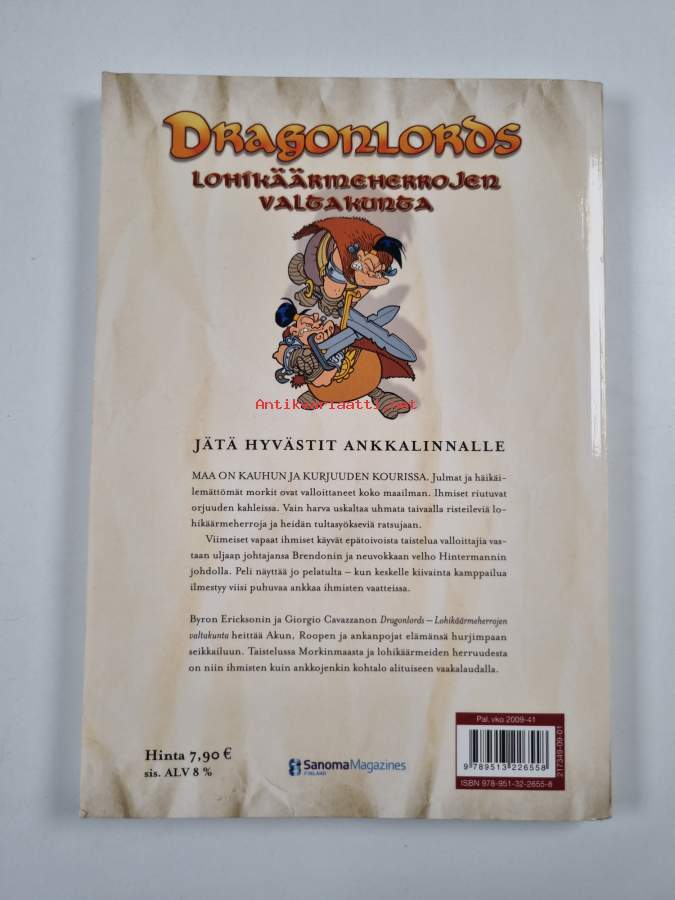 DRAGONLORDS
LOHIKÄÄRMEHERROJEN
VALTAKUNTA
Antikvariaatti.net
JÄTÄ HYVÄSTIT ANKKALINNALLE
MAA ON KAUHUN JA KURJUUDEN KOURISSA. Julmat ja häikäi-
lemättömät morkit ovat valloittaneet koko maailman. Ihmiset riutuvat
orjuuden kahleissa. Vain harva uskaltaa uhmata taivaalla risteileviä lo-
hikäärmeherroja ja heidän tultasyökseviä ratsujaan.
Viimeiset vapaat ihmiset käyvät epätoivoista taistelua valloittajia vas-
taan uljaan johtajansa Brendonin ja neuvokkaan velho Hintermannin
johdolla. Peli näyttää jo pelatulta – kun keskelle kiivainta kamppailua
ilmestyy viisi puhuvaa ankkaa ihmisten vaatteissa.
Byron Ericksonin ja Giorgio Cavazzanon Dragonlords – Lohikäärmeherrojen
valtakunta heittää Akun, Roopen ja ankanpojat elämänsä hurjimpaan
seikkailuun. Taistelussa Morkinmaasta ja lohikäärmeiden herruudesta
on niin ihmisten kuin ankkojenkin kohtalo alituiseen vaakalaudalla.
Hinta 7,90 €
sis. ALV 8 %
SanomaMagazines
FINLAND
Pal. vko 2009-41
9 789513 226558
ISBN 978-951-32-2655-8
217349-09-01